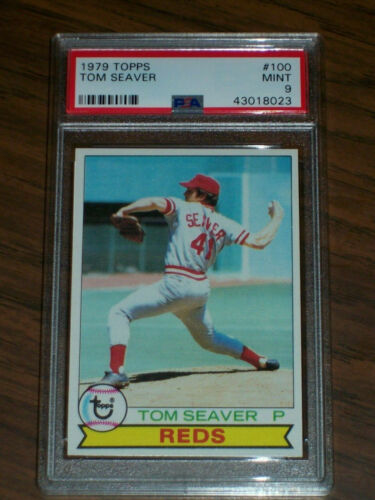 1979 TOPPS #100
TOM SEAVER MINT
9
PSA 43018023
SEAVER
41
Topps
TOM SEAVER P
REDS